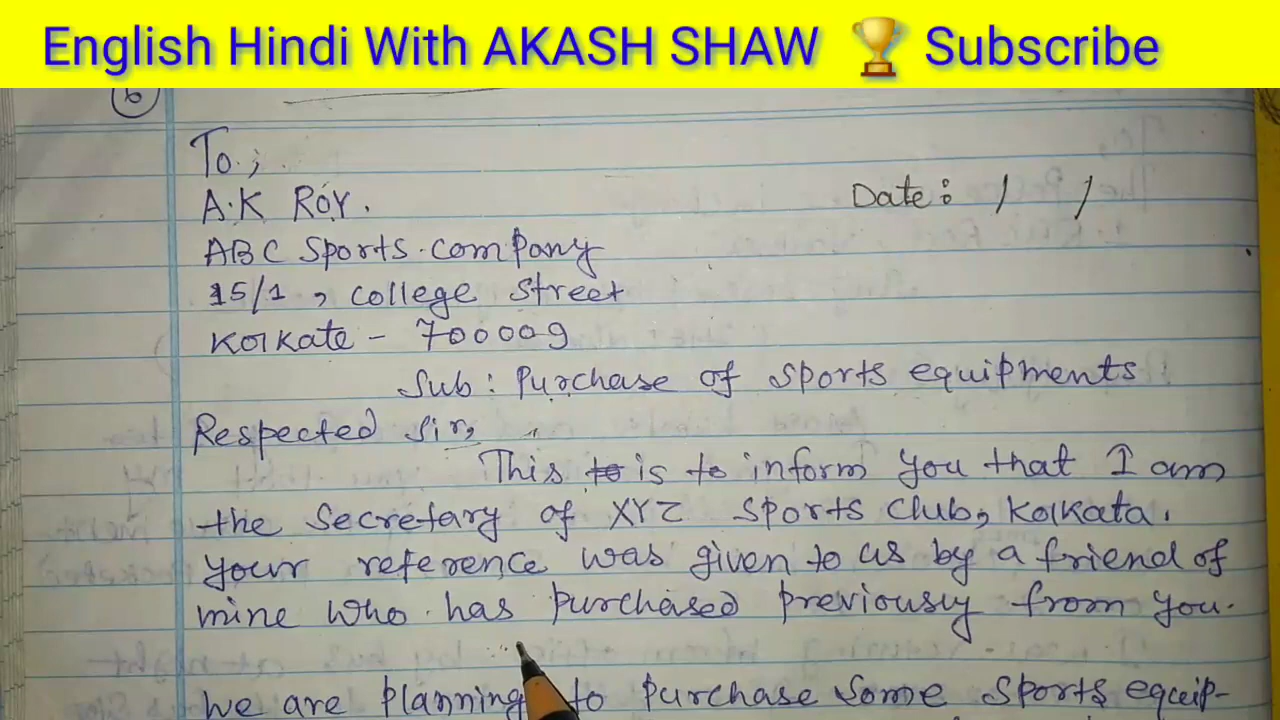 English Hindi With AKASH SHAW 🏆 Subscribe
6
To,
A.K ROY.
Date: / /
ABC Sports company
15/1, college Street
Kolkate - 700009
Sub: Purchase of sports equipments
Respected Sir,
This to is to inform you that I am
the Secretary of XYZ Sports Club, Kolkata.
Your reference was given to us by a friend of
mine who has purchased previously from you.
We are planning to purchase some sports equip-